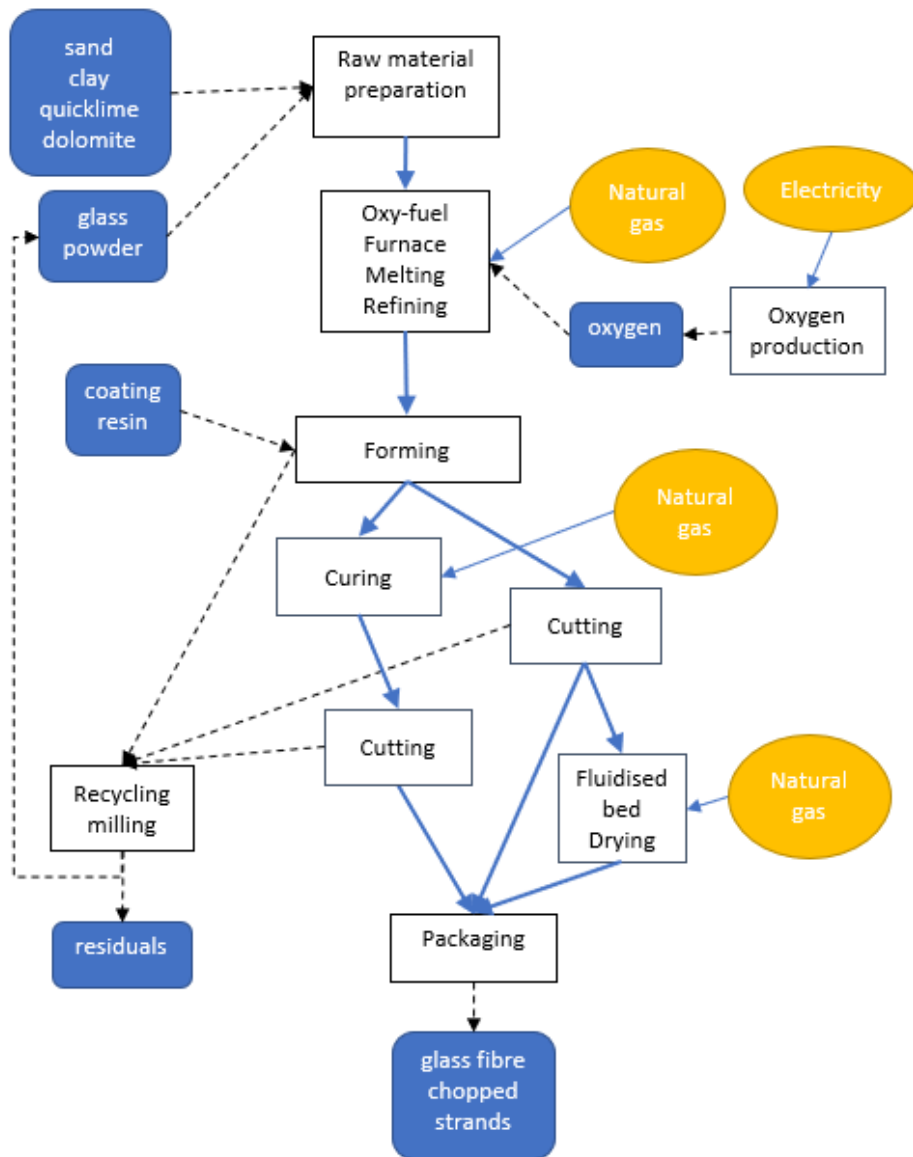 sand
clay
quicklime
dolomite
Raw material
preparation
glass
powder
Oxy-fuel
Furnace
Melting
Refining
Natural
gas
Electricity
oxygen
Oxygen
production
coating
resin
Forming
Natural
gas
Curing
Cutting
Cutting
Recycling
milling
Fluidised
bed
Drying
Natural
gas
residuals
Packaging
glass fibre
chopped
strands